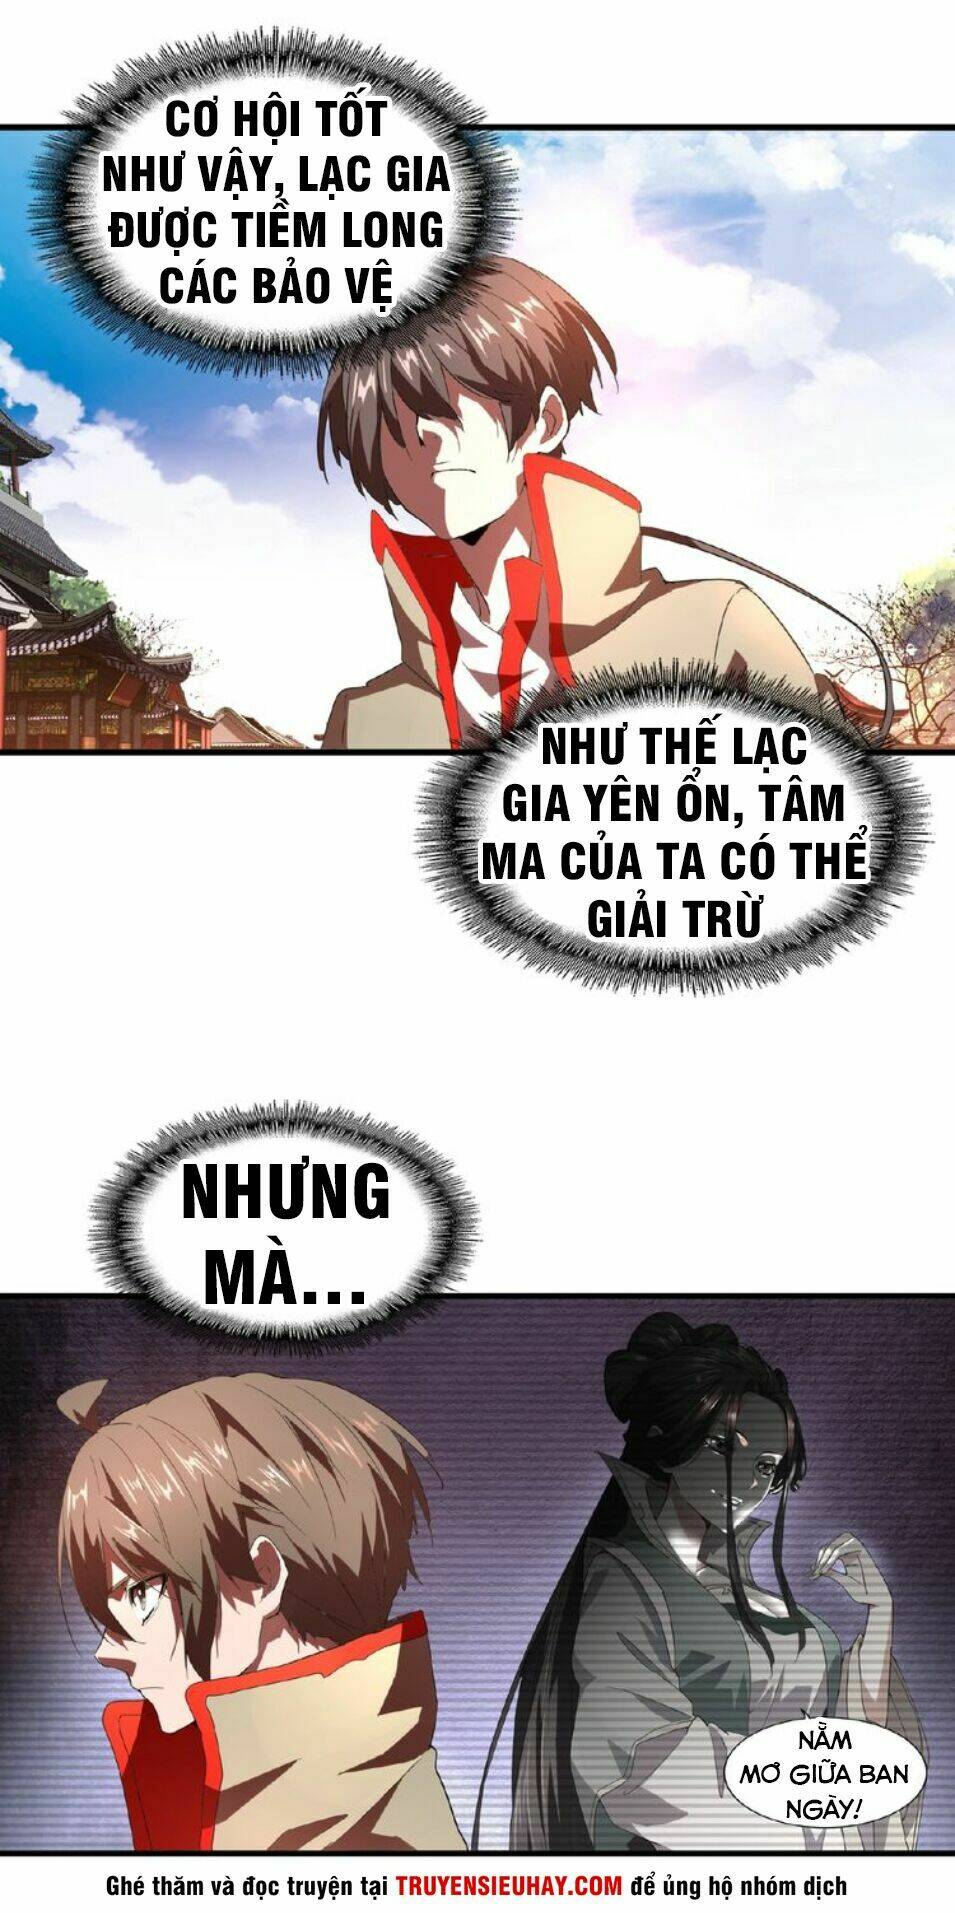 CƠ HỘI TỐT
NHƯ VẬY, LẠC GIA
ĐƯỢC TIỀM LONG
CÁC BẢO VỆ
NHƯ THẾ LẠC
GIA YÊN ỔN, TÂM
MA CỦA TA CÓ THỂ
GIẢI TRỪ
NHƯNG
MÀ...
NẰM
MƠ GIỮA BAN
NGÀY!
Ghé thăm và đọc truyện tại TRUYENSIEUHAY.COM để ủng hộ nhóm dịch